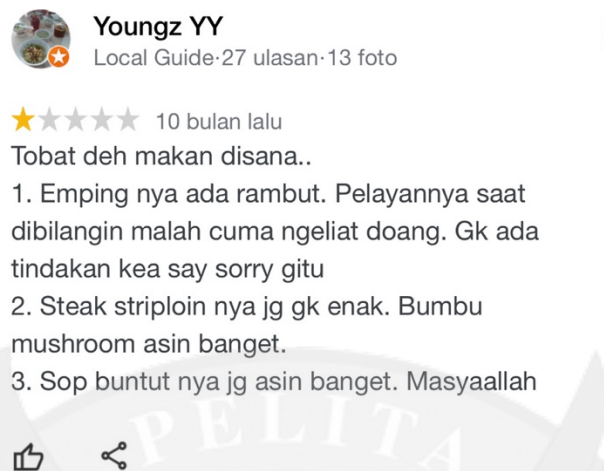 Youngz YY
Local Guide·27 ulasan·13 foto
10 bulan lalu
Tobat deh makan disana..
1. Emping nya ada rambut. Pelayannya saat
dibilangin malah cuma ngeliat doang. Gk ada
tindakan kea say sorry gitu
2. Steak striploin nya jg gk enak. Bumbu
mushroom asin banget.
3. Sop buntut nya jg asin banget. Masyaallah
PELITA